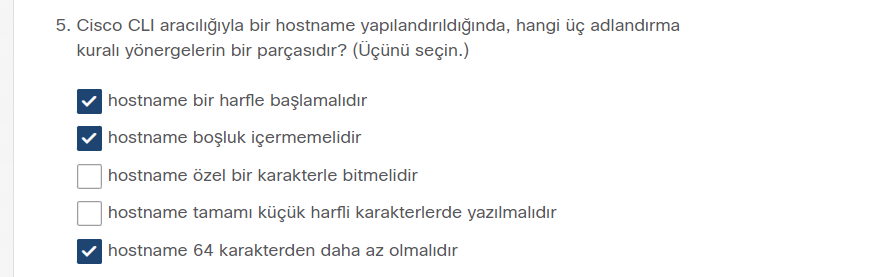 5. Cisco CLI aracılığıyla bir hostname yapılandırıldığında, hangi üç adlandırma
kuralı yönergelerin bir parçasıdır? (Üçünü seçin.)
hostname bir harfle başlamalıdır
hostname boşluk içermemelidir
hostname özel bir karakterle bitmelidir
hostname tamamı küçük harfli karakterlerde yazılmalıdır
hostname 64 karakterden daha az olmalıdır